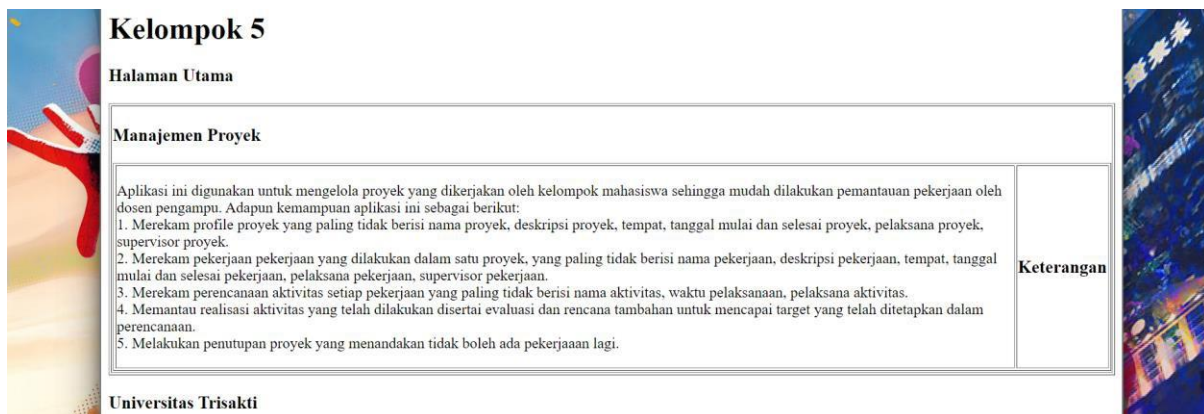 Kelompok 5
Halaman Utama
Manajemen Proyek
Aplikasi ini digunakan untuk mengelola proyek yang dikerjakan oleh kelompok mahasiswa sehingga mudah dilakukan pemantauan pekerjaan oleh
dosen pengampu. Adapun kemampuan aplikasi ini sebagai berikut:
1. Merekam profile proyek yang paling tidak berisi nama proyek, deskripsi proyek, tempat, tanggal mulai dan selesai proyek, pelaksana proyek,
supervisor proyek.
2. Merekam pekerjaan pekerjaan yang dilakukan dalam satu proyek, yang paling tidak berisi nama pekerjaan, deskripsi pekerjaan, tempat, tanggal
mulai dan selesai pekerjaan, pelaksana pekerjaan, supervisor pekerjaan.
3. Merekam perencanaan aktivitas setiap pekerjaan yang paling tidak berisi nama aktivitas, waktu pelaksanaan, pelaksana aktivitas.
4. Memantau realisasi aktivitas yang telah dilakukan disertai evaluasi dan rencana tambahan untuk mencapai target yang telah ditetapkan dalam
perencanaan.
5. Melakukan penutupan proyek yang menandakan tidak boleh ada pekerjaaan lagi.
Keterangan
Universitas Trisakti